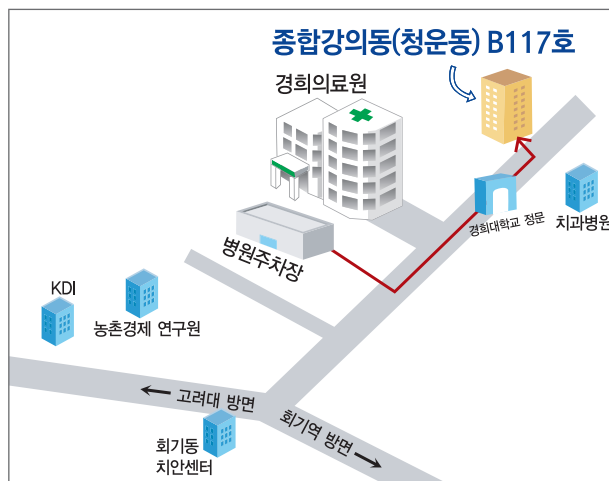 종합강의동(청운동) B117호
경희의료원
경희대학교 정문
치과병원
병원주차장
KDI
농촌경제 연구원
← 고려대 방면
회기역 방면 →
회기동
치안센터